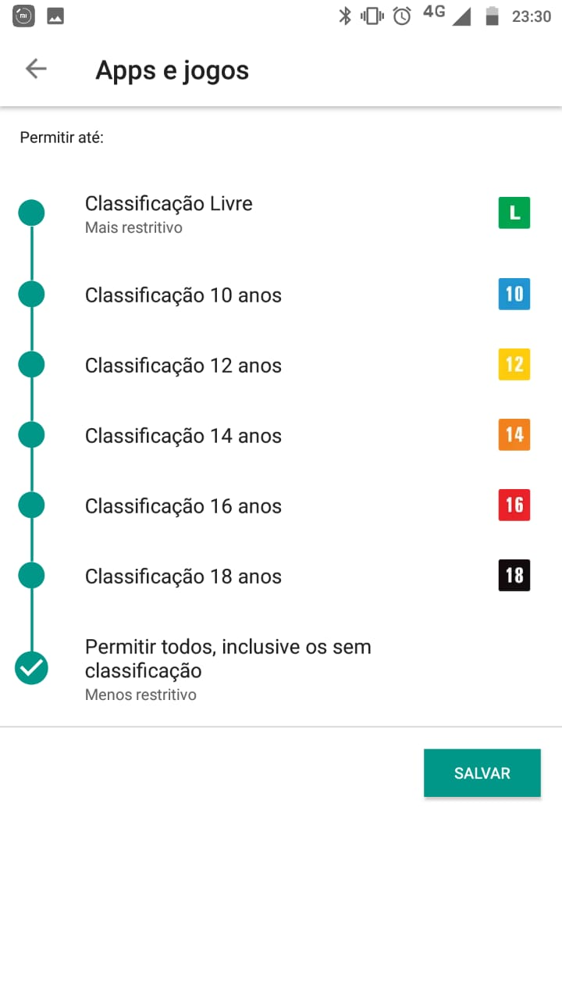 4G 23:30
Apps e jogos
Permitir até:
Classificação Livre
L
Mais restritivo
Classificação 10 anos 10
Classificação 12 anos 12
Classificação 14 anos 14
Classificação 16 anos 16
Classificação 18 anos 18
Permitir todos, inclusive os sem
classificação
Menos restritivo
SALVAR